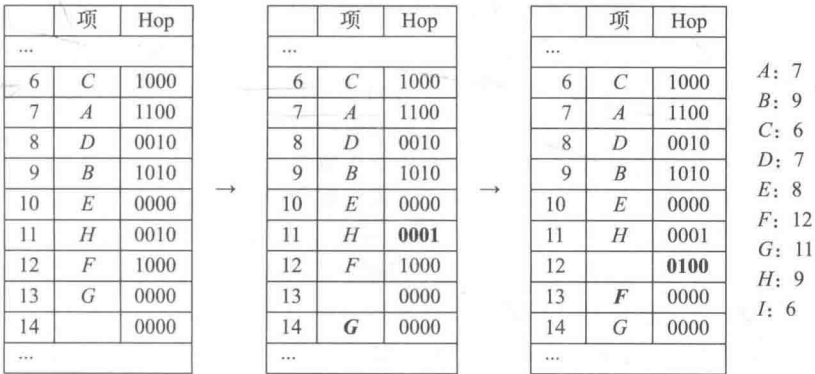 项 Hop
...
6 C 1000
7 A 1100
8 D 0010
9 B 1010
10 E 0000
11 H 0010
12 F 1000
13 G 0000
14 0000
...
→
项 Hop
...
6 C 1000
7 A 1100
8 D 0010
9 B 1010
10 E 0000
11 H 0001
12 F 1000
13 0000
14 G 0000
...
→
项 Hop
...
6 C 1000
7 A 1100
8 D 0010
9 B 1010
10 E 0000
11 H 0001
12 0100
13 F 0000
14 G 0000
...
A: 7
B: 9
C: 6
D: 7
E: 8
F: 12
G: 11
H: 9
I: 6